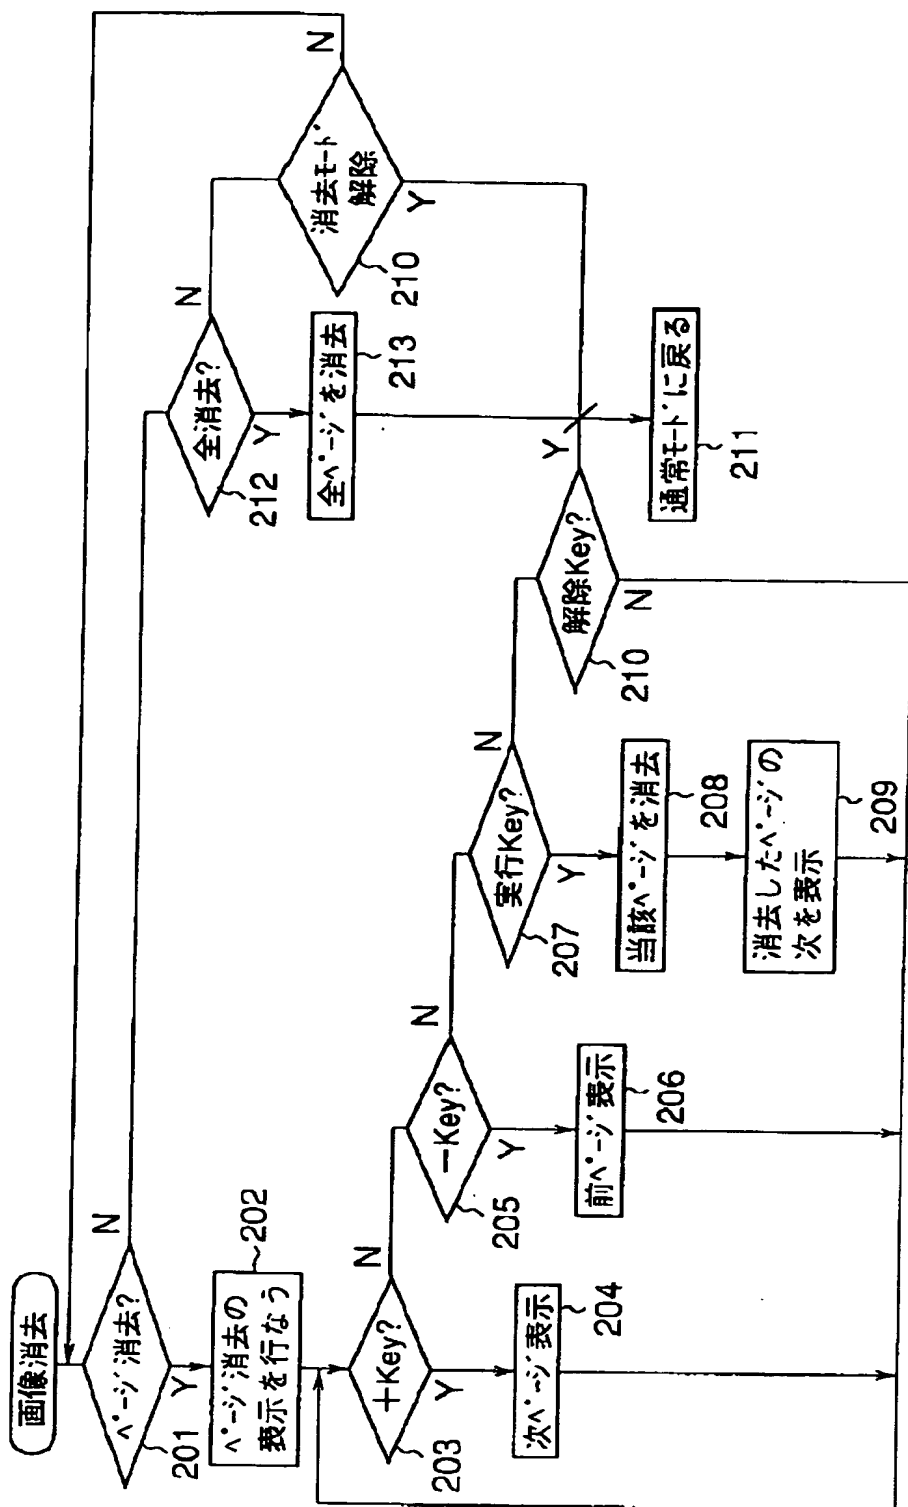 画像消去
ページ消去?
201
N
Y
ページ消去の
表示を行なう
202
+Key?
203
N
Y
次ページ表示
204
−Key?
205
N
Y
前ページ表示
206
実行Key?
207
N
Y
当該ページを消去
208
消去したページの
次を表示
209
解除Key?
210
Y
N
全消去?
212
N
Y
全ページを消去
213
消去モード
解除
210
N
Y
通常モードに戻る
211